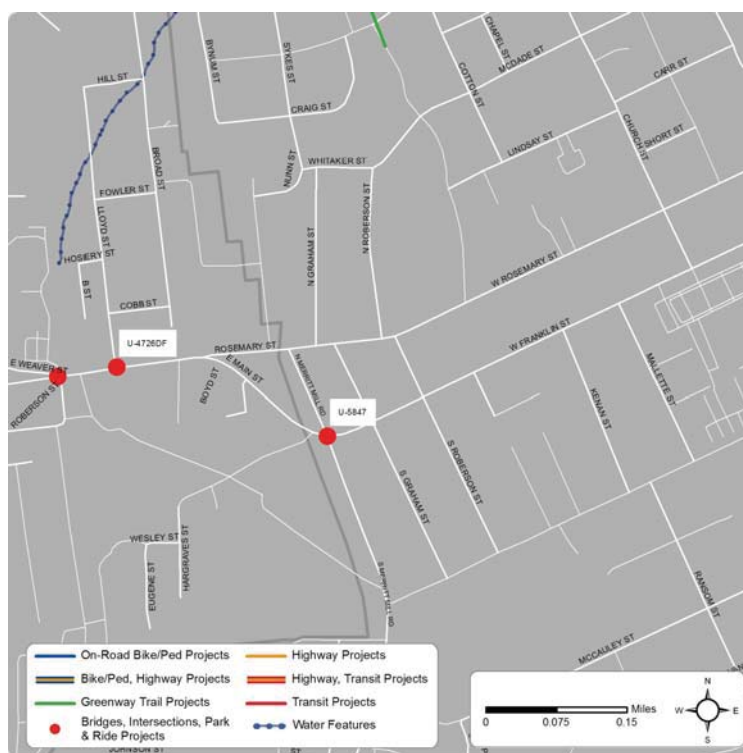 BYNUM ST
SYKES ST
CHAPEL ST
MCDADE ST
COTTON ST
HILL ST
CARR ST
CRAIG ST
CHURCH ST
SHORT ST
LINDSAY ST
BROAD ST
NUNN ST
WHITAKER ST
FOWLER ST
LLOYD ST
N GRAHAM ST
N ROBERSON ST
HOSIERY ST
B ST
W ROSEMARY ST
COBB ST
U-4726DF
ROSEMARY ST
W FRANKLIN ST
E WEAVER ST
E MAIN ST
N MERRITT MILL RD
MALLETTE ST
ROBERSON ST
BOYD ST
KENAN ST
U-5847
S ROBERSON ST
S GRAHAM ST
WESLEY ST
HARGRAVES ST
EUGENE ST
S MERRITT MILL RD
RANSOM ST
MCCAULEY ST
On-Road Bike/Ped Projects
Highway Projects
Bike/Ped, Highway Projects
Highway, Transit Projects
Greenway Trail Projects
Transit Projects
Bridges, Intersections, Park
& Ride Projects
Water Features
Miles
0 0.075 0.15
N
W E
S
JOHNSON ST